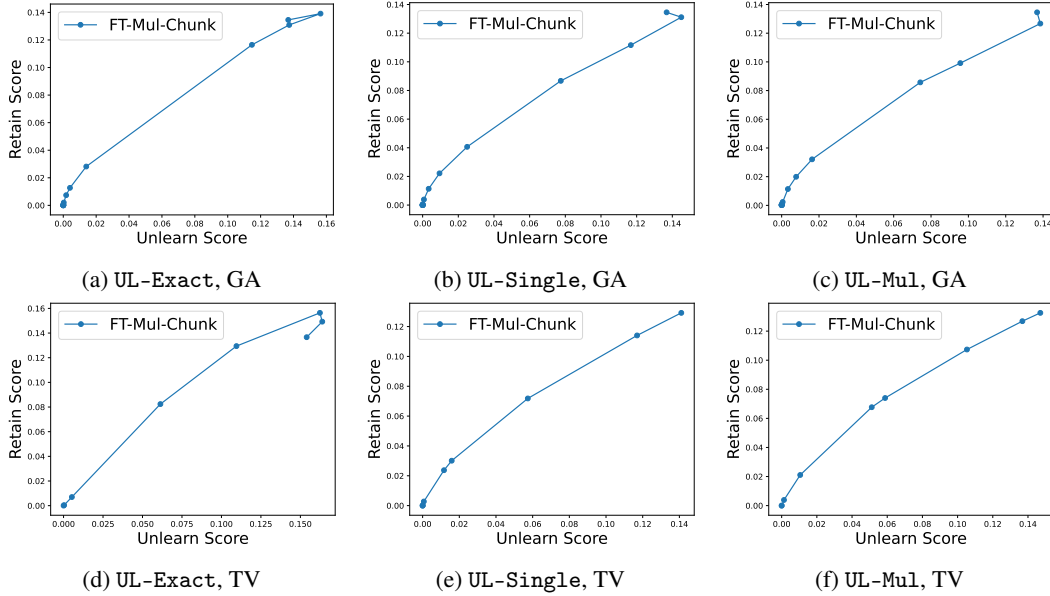 FT-Mul-Chunk
Retain Score
0.14
0.12
0.10
0.08
0.06
0.04
0.02
0.00
0.00 0.02 0.04 0.06 0.08 0.10 0.12 0.14 0.16
Unlearn Score
(a) UL-Exact, GA
FT-Mul-Chunk
Retain Score
0.14
0.12
0.10
0.08
0.06
0.04
0.02
0.00
0.00 0.02 0.04 0.06 0.08 0.10 0.12 0.14
Unlearn Score
(b) UL-Single, GA
FT-Mul-Chunk
Retain Score
0.14
0.12
0.10
0.08
0.06
0.04
0.02
0.00
0.00 0.02 0.04 0.06 0.08 0.10 0.12 0.14
Unlearn Score
(c) UL-Mul, GA
FT-Mul-Chunk
Retain Score
0.16
0.14
0.12
0.10
0.08
0.06
0.04
0.02
0.00
0.000 0.025 0.050 0.075 0.100 0.125 0.150
Unlearn Score
(d) UL-Exact, TV
FT-Mul-Chunk
Retain Score
0.12
0.10
0.08
0.06
0.04
0.02
0.00
0.00 0.02 0.04 0.06 0.08 0.10 0.12 0.14
Unlearn Score
(e) UL-Single, TV
FT-Mul-Chunk
Retain Score
0.12
0.10
0.08
0.06
0.04
0.02
0.00
0.00 0.02 0.04 0.06 0.08 0.10 0.12 0.14
Unlearn Score
(f) UL-Mul, TV